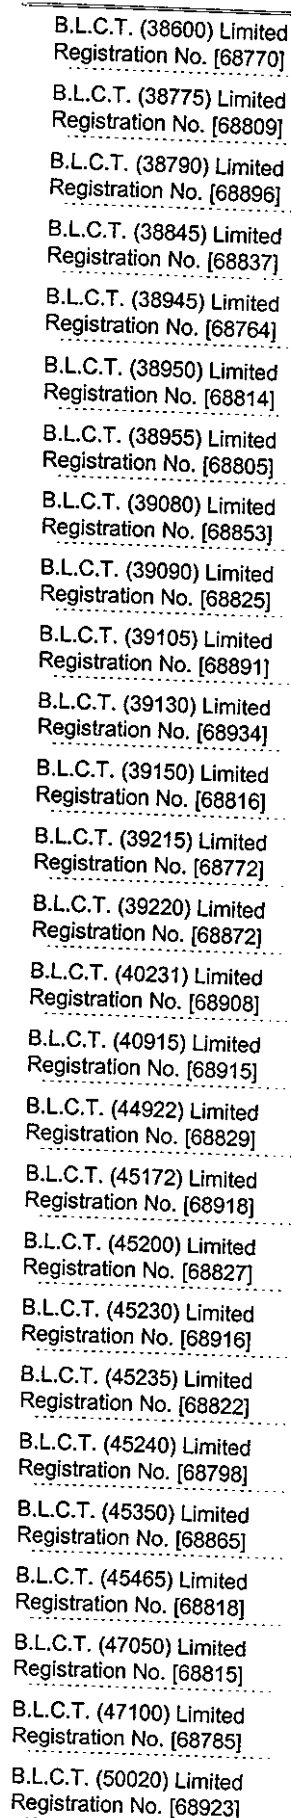 B.L.C.T. (38600) Limited
Registration No. [68770]
B.L.C.T. (38775) Limited
Registration No. [68809]
B.L.C.T. (38790) Limited
Registration No. [68896]
B.L.C.T. (38845) Limited
Registration No. [68837]
B.L.C.T. (38945) Limited
Registration No. [68764]
B.L.C.T. (38950) Limited
Registration No. [68814]
B.L.C.T. (38955) Limited
Registration No. [68805]
B.L.C.T. (39080) Limited
Registration No. [68853]
B.L.C.T. (39090) Limited
Registration No. [68825]
B.L.C.T. (39105) Limited
Registration No. [68891]
B.L.C.T. (39130) Limited
Registration No. [68934]
B.L.C.T. (39150) Limited
Registration No. [68816]
B.L.C.T. (39215) Limited
Registration No. [68772]
B.L.C.T. (39220) Limited
Registration No. [68872]
B.L.C.T. (40231) Limited
Registration No. [68908]
B.L.C.T. (40915) Limited
Registration No. [68915]
B.L.C.T. (44922) Limited
Registration No. [68829]
B.L.C.T. (45172) Limited
Registration No. [68918]
B.L.C.T. (45200) Limited
Registration No. [68827]
B.L.C.T. (45230) Limited
Registration No. [68916]
B.L.C.T. (45235) Limited
Registration No. [68822]
B.L.C.T. (45240) Limited
Registration No. [68798]
B.L.C.T. (45350) Limited
Registration No. [68865]
B.L.C.T. (45465) Limited
Registration No. [68818]
B.L.C.T. (47050) Limited
Registration No. [68815]
B.L.C.T. (47100) Limited
Registration No. [68785]
B.L.C.T. (50020) Limited
Registration No. [68923]